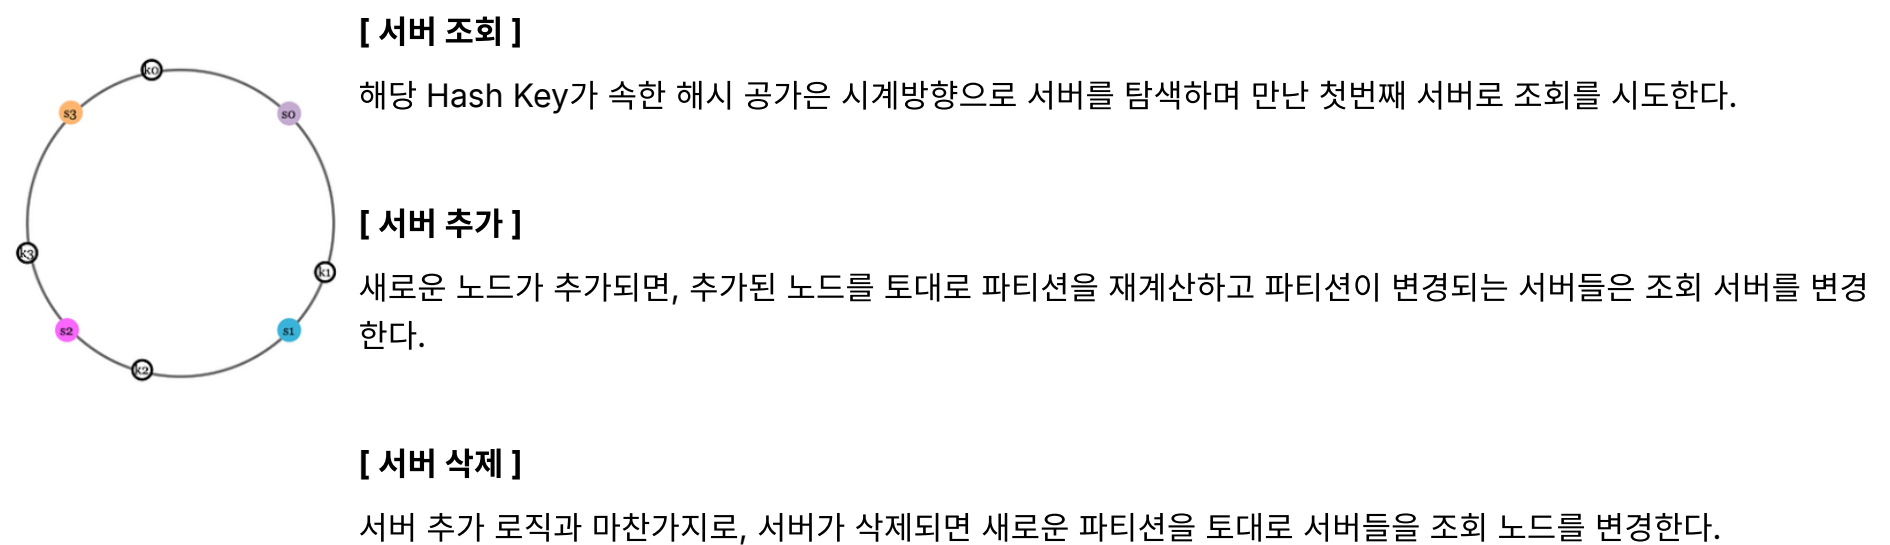 [ 서버 조회 ]
해당 Hash Key가 속한 해시 공가은 시계방향으로 서버를 탐색하며 만난 첫번째 서버로 조회를 시도한다.
[ 서버 추가 ]
새로운 노드가 추가되면, 추가된 노드를 토대로 파티션을 재계산하고 파티션이 변경되는 서버들은 조회 서버를 변경
한다.
[ 서버 삭제 ]
서버 추가 로직과 마찬가지로, 서버가 삭제되면 새로운 파티션을 토대로 서버들을 조회 노드를 변경한다.
k0
s3
s0
k3
k1
s2
s1
k2